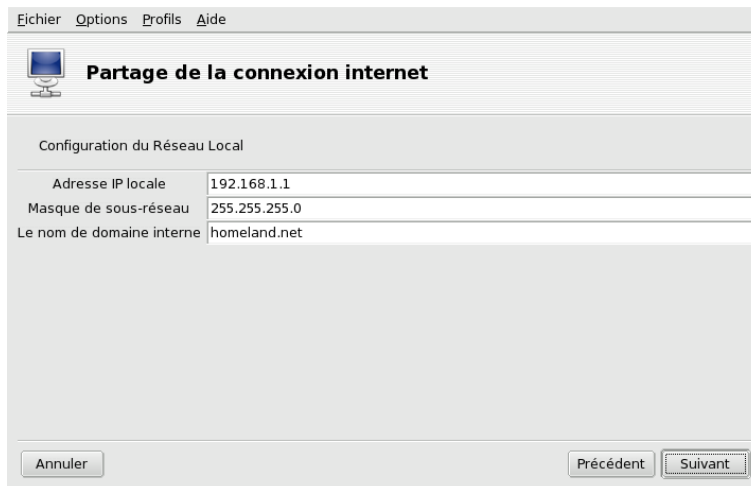 Fichier Options Profils Aide
Partage de la connexion internet
Configuration du Réseau Local
Adresse IP locale 192.168.1.1
Masque de sous-réseau 255.255.255.0
Le nom de domaine interne homeland.net
Annuler Précédent Suivant